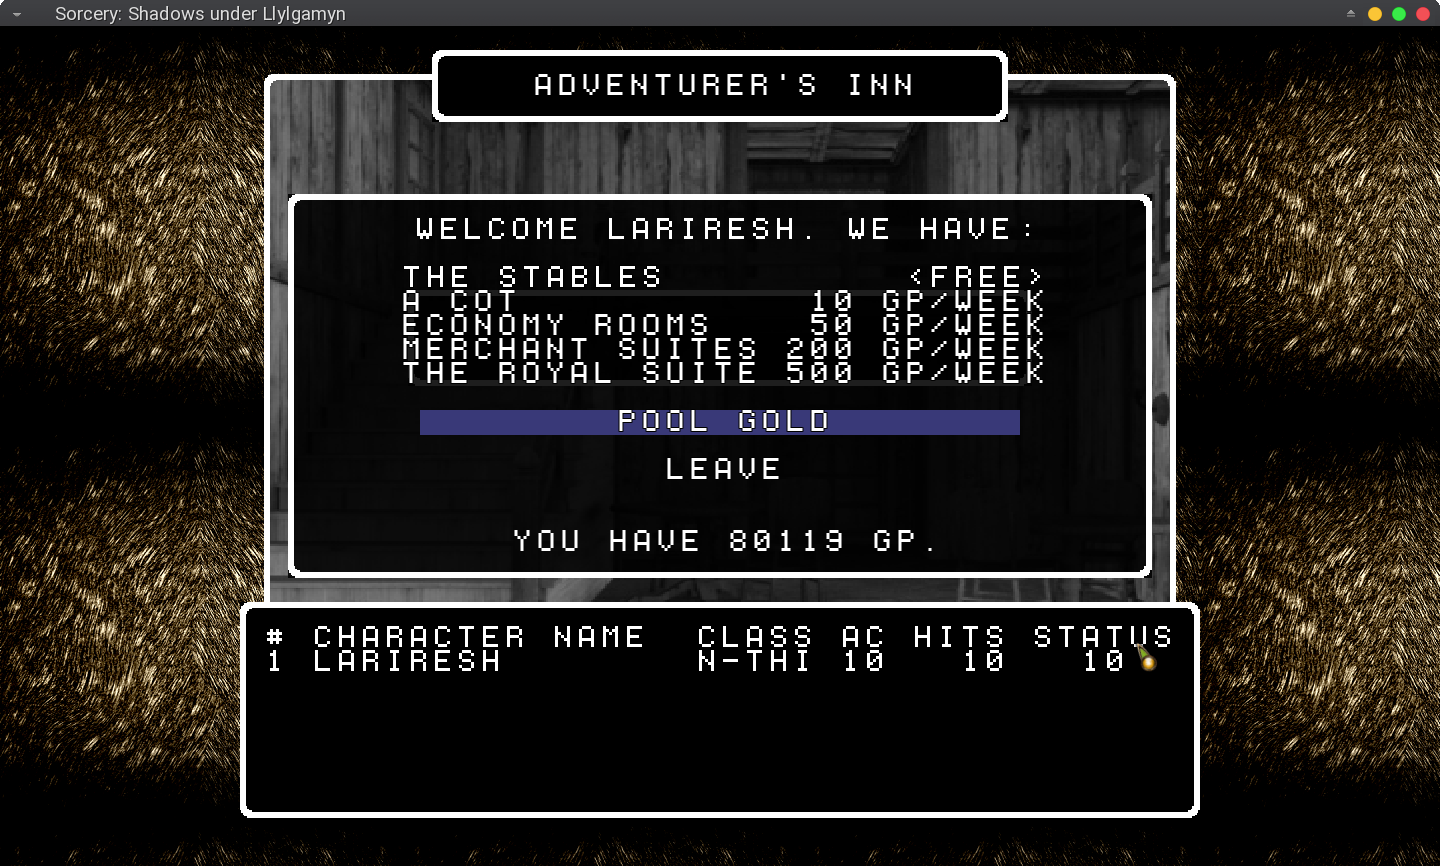 Sorcery: Shadows under Llylgamyn
ADVENTURER'S INN
WELCOME LARIRESH. WE HAVE:
THE STABLES <FREE>
A COT 10 GP/WEEK
ECONOMY ROOMS 50 GP/WEEK
MERCHANT SUITES 200 GP/WEEK
THE ROYAL SUITE 500 GP/WEEK
POOL GOLD
LEAVE
YOU HAVE 80119 GP.
# CHARACTER NAME CLASS AC HITS STATUS
1 LARIRESH N-THI 10 10 10